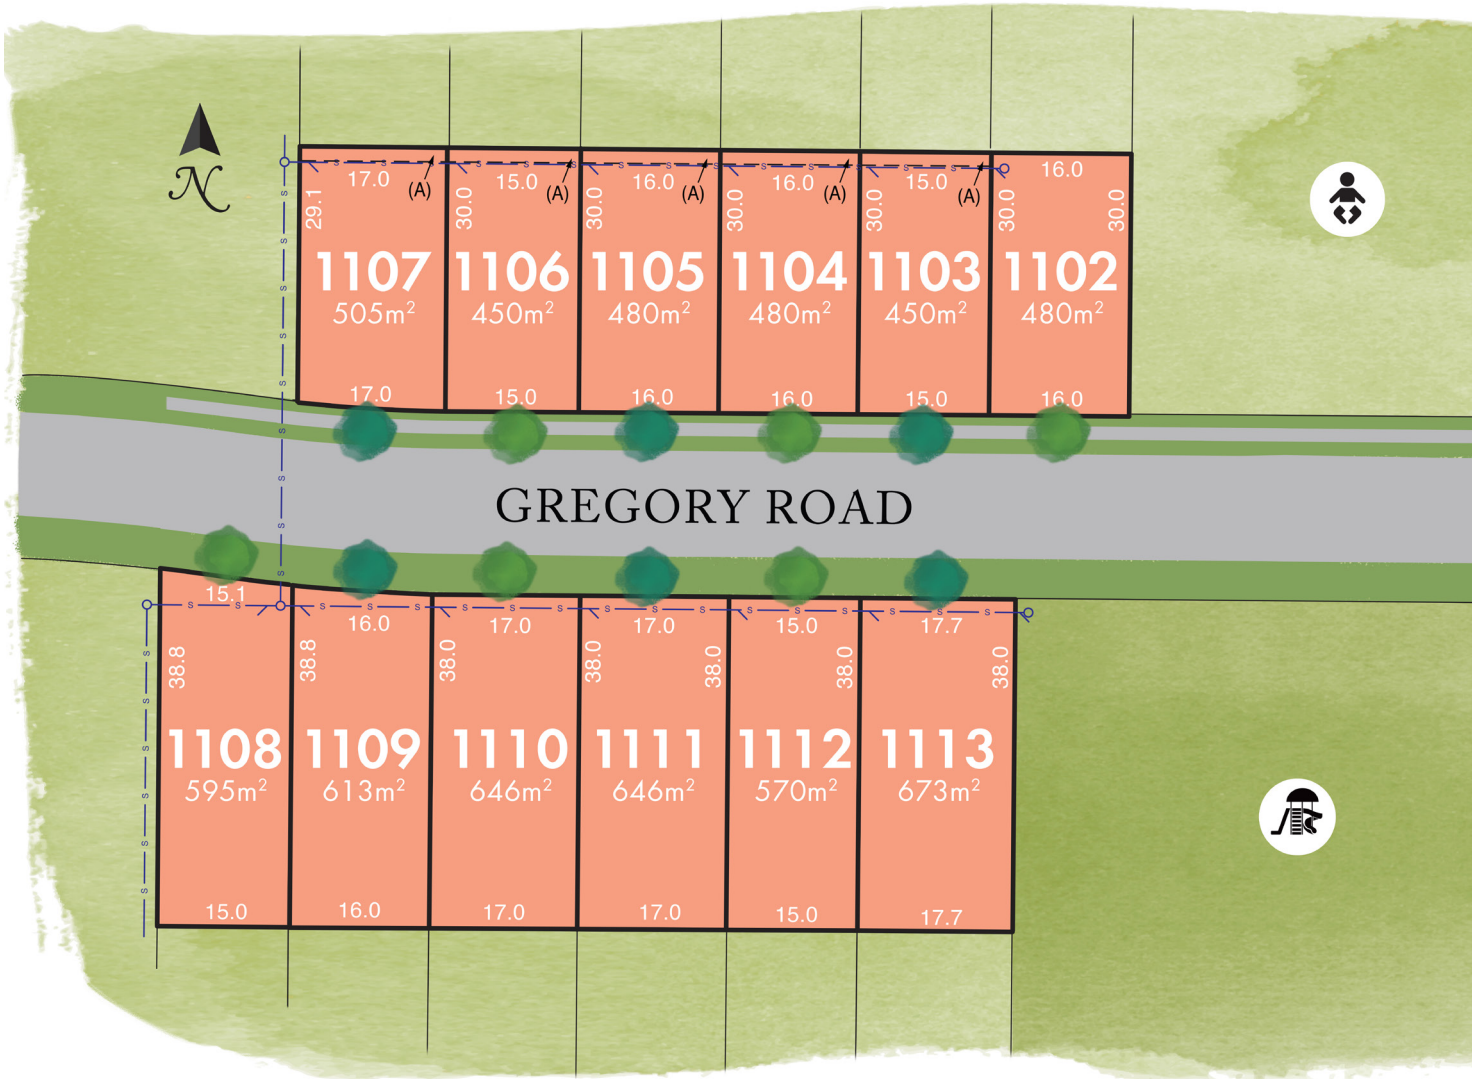 N
17.0 (A) 15.0 (A) 16.0 (A) 16.0 (A) 15.0 (A) 16.0
29.1 30.0 30.0 30.0 30.0 30.0 30.0
1107 1106 1105 1104 1103 1102
505m² 450m² 480m² 480m² 450m² 480m²
17.0 15.0 16.0 16.0 15.0 16.0
GREGORY ROAD
15.1 16.0 17.0 17.0 15.0 17.7
38.8 38.8 38.0 38.0 38.0 38.0 38.0
1108 1109 1110 1111 1112 1113
595m² 613m² 646m² 646m² 570m² 673m²
15.0 16.0 17.0 17.0 15.0 17.7